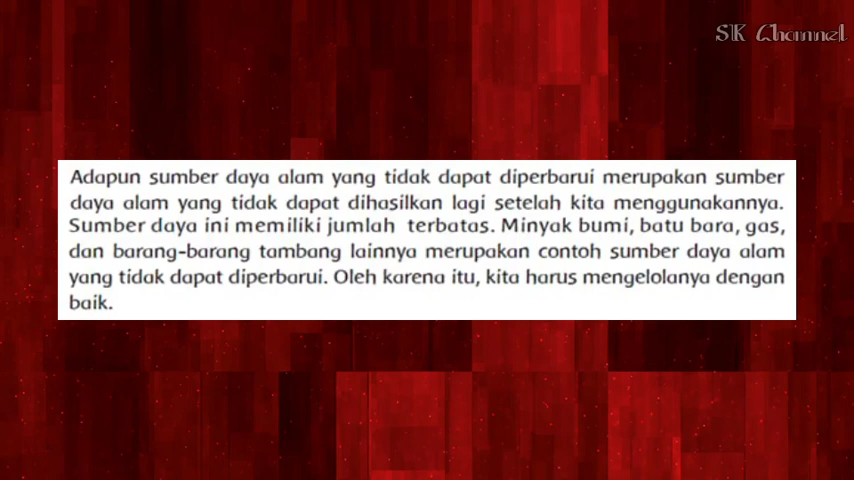 SK Channel
Adapun sumber daya alam yang tidak dapat diperbarui merupakan sumber
daya alam yang tidak dapat dihasilkan lagi setelah kita menggunakannya.
Sumber daya ini memiliki jumlah terbatas. Minyak bumi, batu bara, gas,
dan barang-barang tambang lainnya merupakan contoh sumber daya alam
yang tidak dapat diperbarui. Oleh karena itu, kita harus mengelolanya dengan
baik.